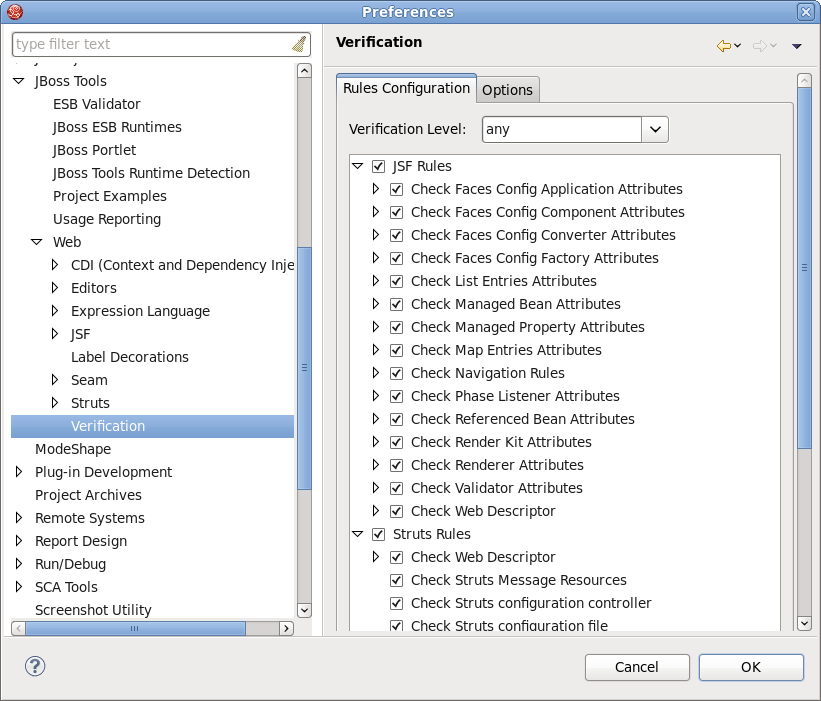 Preferences
type filter text
JBoss Tools
ESB Validator
JBoss ESB Runtimes
JBoss Portlet
JBoss Tools Runtime Detection
Project Examples
Usage Reporting
Web
CDI (Context and Dependency Inje
Editors
Expression Language
JSF
Label Decorations
Seam
Struts
Verification
ModeShape
Plug-in Development
Project Archives
Remote Systems
Report Design
Run/Debug
SCA Tools
Screenshot Utility
Verification
Rules Configuration
Options
Verification Level: any
JSF Rules
Check Faces Config Application Attributes
Check Faces Config Component Attributes
Check Faces Config Converter Attributes
Check Faces Config Factory Attributes
Check List Entries Attributes
Check Managed Bean Attributes
Check Managed Property Attributes
Check Map Entries Attributes
Check Navigation Rules
Check Phase Listener Attributes
Check Referenced Bean Attributes
Check Render Kit Attributes
Check Renderer Attributes
Check Validator Attributes
Check Web Descriptor
Struts Rules
Check Web Descriptor
Check Struts Message Resources
Check Struts configuration controller
Check Struts configuration file
?
Cancel
OK